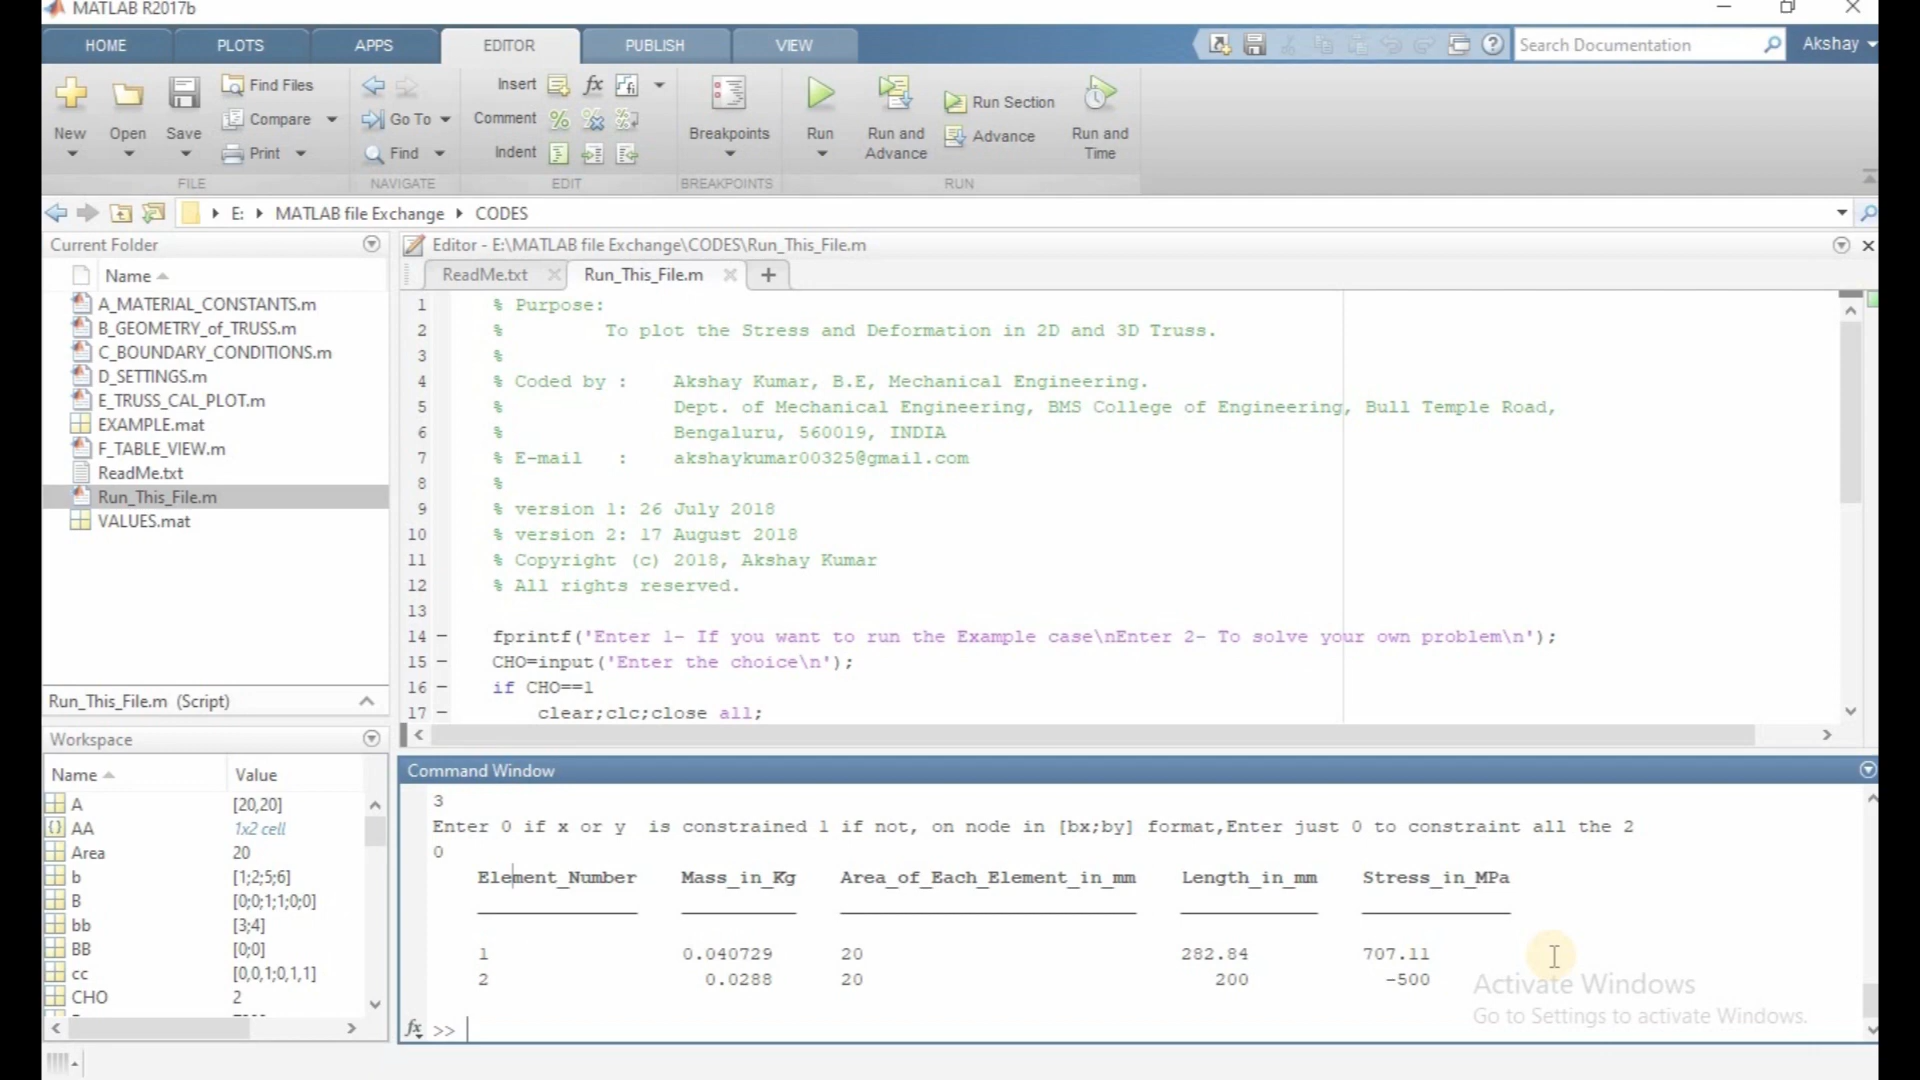 MATLAB R2017b
HOME PLOTS APPS EDITOR PUBLISH VIEW Search Documentation Akshay
New Open Save Find Files Compare Print
Go To Find
Insert fx Comment Indent
Breakpoints
Run Run and Advance Run Section Advance Run and Time
FILE NAVIGATE EDIT BREAKPOINTS RUN
E: MATLAB file Exchange CODES
Current Folder
Name
A_MATERIAL_CONSTANTS.m
B_GEOMETRY_of_TRUSS.m
C_BOUNDARY_CONDITIONS.m
D_SETTINGS.m
E_TRUSS_CAL_PLOT.m
EXAMPLE.mat
F_TABLE_VIEW.m
ReadMe.txt
Run_This_File.m
VALUES.mat
Run_This_File.m (Script)
Workspace
Name Value
A [20,20]
AA 1x2 cell
Area 20
b [1;2;5;6]
B [0;0;1;1;0;0]
bb [3;4]
BB [0;0]
cc [0,0,1;0,1,1]
CHO 2
Editor - E:\MATLAB file Exchange\CODES\Run_This_File.m
ReadMe.txt Run_This_File.m
1 % Purpose:
2 % To plot the Stress and Deformation in 2D and 3D Truss.
3 %
4 % Coded by : Akshay Kumar, B.E, Mechanical Engineering.
5 % Dept. of Mechanical Engineering, BMS College of Engineering, Bull Temple Road,
6 % Bengaluru, 560019, INDIA
7 % E-mail : akshaykumar00325@gmail.com
8 %
9 % version 1: 26 July 2018
10 % version 2: 17 August 2018
11 % Copyright (c) 2018, Akshay Kumar
12 % All rights reserved.
13
14 – fprintf('Enter 1- If you want to run the Example case\nEnter 2- To solve your own problem\n');
15 – CHO=input('Enter the choice\n');
16 – if CHO==1
17 – clear;clc;close all;
Command Window
3
Enter 0 if x or y is constrained 1 if not, on node in [bx;by] format,Enter just 0 to constraint all the 2
0
Element_Number Mass_in_Kg Area_of_Each_Element_in_mm Length_in_mm Stress_in_MPa
1 0.040729 20 282.84 707.11
2 0.0288 20 200 -500
fx >>
Activate Windows
Go to Settings to activate Windows.